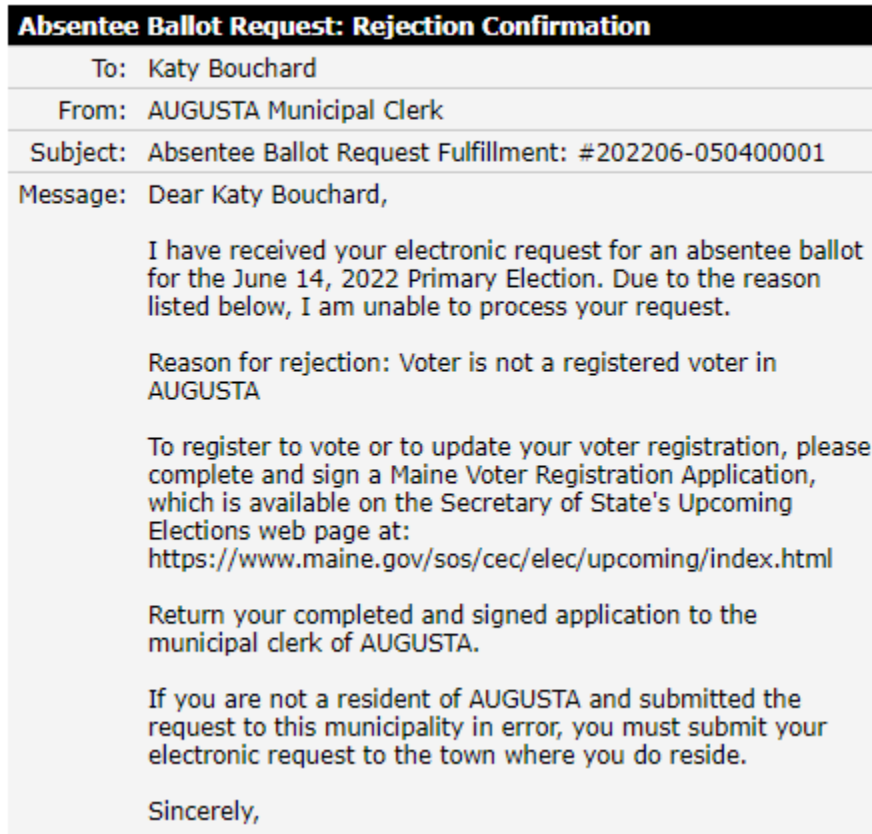 Absentee Ballot Request: Rejection Confirmation
To: Katy Bouchard
From: AUGUSTA Municipal Clerk
Subject: Absentee Ballot Request Fulfillment: #202206-050400001
Message: Dear Katy Bouchard,
I have received your electronic request for an absentee ballot
for the June 14, 2022 Primary Election. Due to the reason
listed below, I am unable to process your request.
Reason for rejection: Voter is not a registered voter in
AUGUSTA
To register to vote or to update your voter registration, please
complete and sign a Maine Voter Registration Application,
which is available on the Secretary of State's Upcoming
Elections web page at:
https://www.maine.gov/sos/cec/elec/upcoming/index.html
Return your completed and signed application to the
municipal clerk of AUGUSTA.
If you are not a resident of AUGUSTA and submitted the
request to this municipality in error, you must submit your
electronic request to the town where you do reside.
Sincerely,